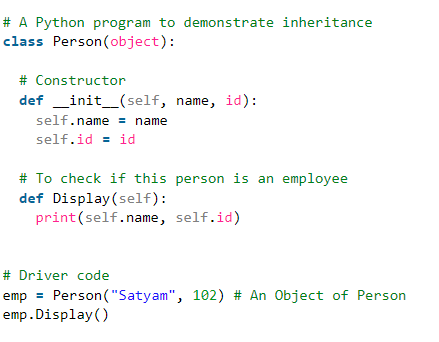 # A Python program to demonstrate inheritance
class Person(object):
  # Constructor
  def __init__(self, name, id):
    self.name = name
    self.id = id
  # To check if this person is an employee
  def Display(self):
    print(self.name, self.id)
# Driver code
emp = Person("Satyam", 102) # An Object of Person
emp.Display()